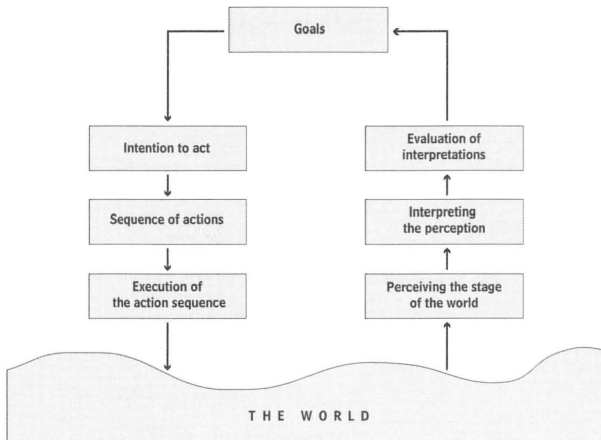 Goals
Intention to act
Sequence of actions
Execution of
the action sequence
Evaluation of
interpretations
Interpreting
the perception
Perceiving the stage
of the world
THE WORLD